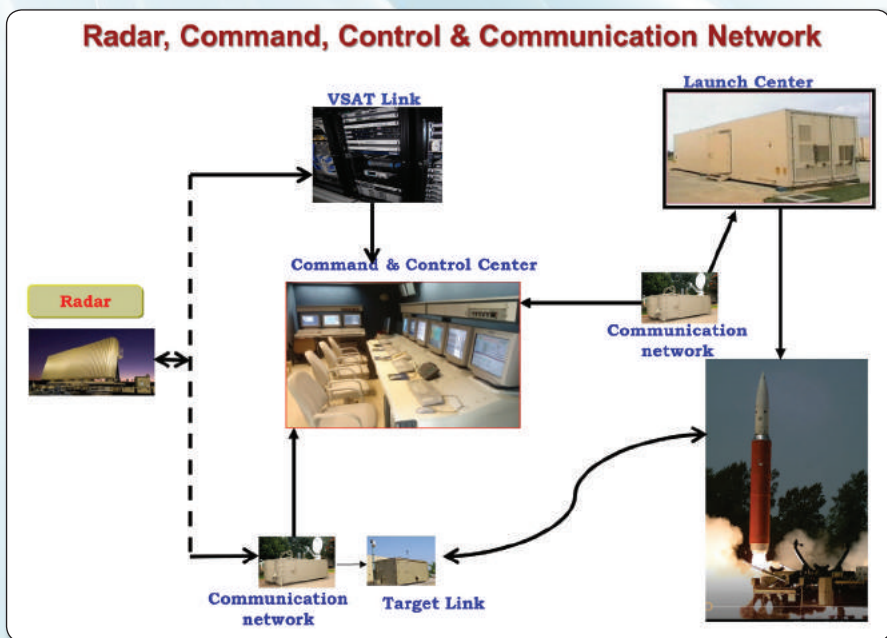 Radar, Command, Control & Communication Network
VSAT Link
Launch Center
Command & Control Center
Radar
Communication
network
Communication
network
Target Link